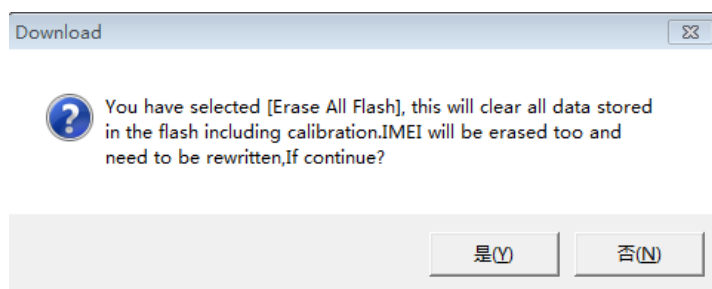 Download
You have selected [Erase All Flash], this will clear all data stored
in the flash including calibration.IMEI will be erased too and
need to be rewritten,If continue?
是(Y)
否(N)